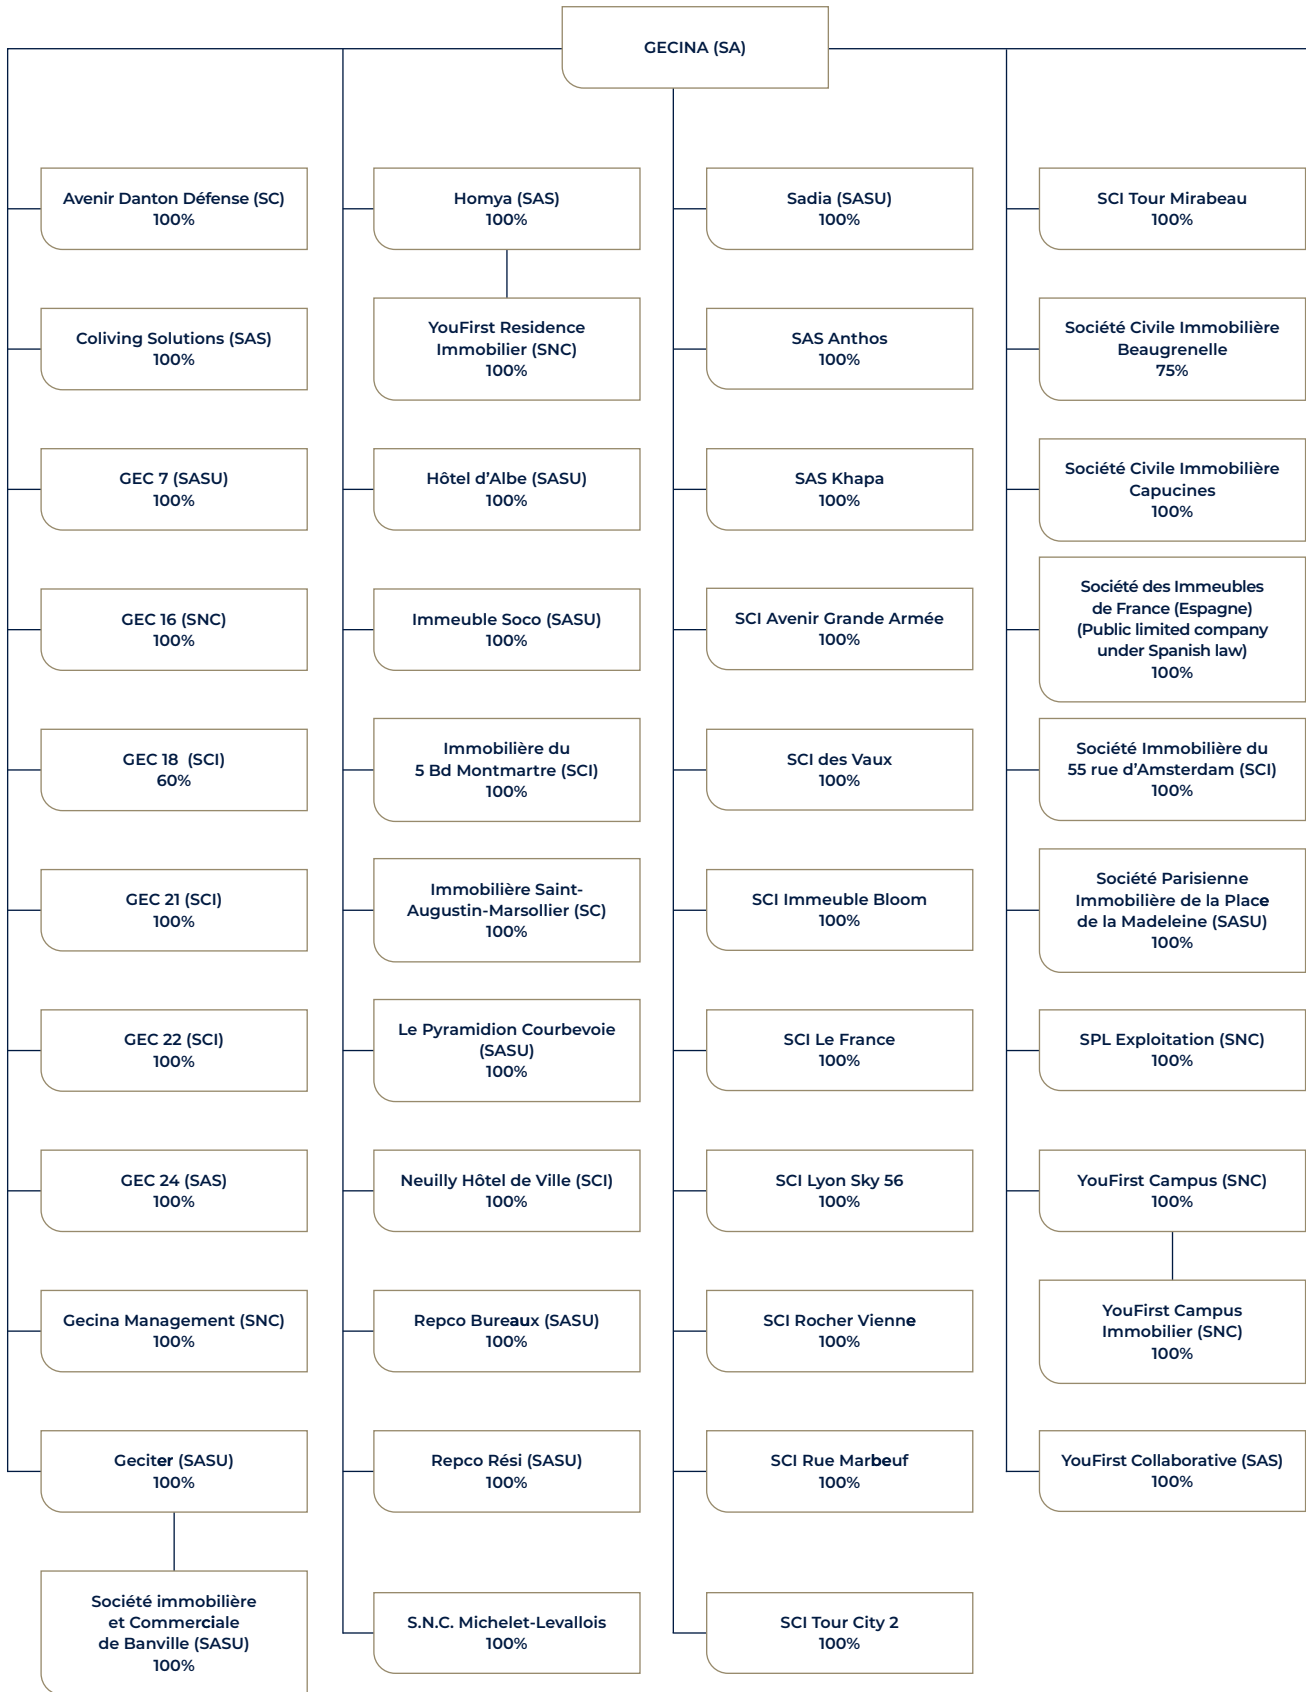 GECINA (SA)
Avenir Danton Défense (SC)
100%
Coliving Solutions (SAS)
100%
GEC 7 (SASU)
100%
GEC 16 (SNC)
100%
GEC 18 (SCI)
60%
GEC 21 (SCI)
100%
GEC 22 (SCI)
100%
GEC 24 (SAS)
100%
Gecina Management (SNC)
100%
Geciter (SASU)
100%
Société immobilière
et Commerciale
de Banville (SASU)
100%
Homya (SAS)
100%
YouFirst Residence
Immobilier (SNC)
100%
Hôtel d’Albe (SASU)
100%
Immeuble Soco (SASU)
100%
Immobilière du
5 Bd Montmartre (SCI)
100%
Immobilière Saint-
Augustin-Marsollier (SC)
100%
Le Pyramidion Courbevoie
(SASU)
100%
Neuilly Hôtel de Ville (SCI)
100%
Repco Bureaux (SASU)
100%
Repco Rési (SASU)
100%
S.N.C. Michelet-Levallois
100%
Sadia (SASU)
100%
SAS Anthos
100%
SAS Khapa
100%
SCI Avenir Grande Armée
100%
SCI des Vaux
100%
SCI Immeuble Bloom
100%
SCI Le France
100%
SCI Lyon Sky 56
100%
SCI Rocher Vienne
100%
SCI Rue Marbeuf
100%
SCI Tour City 2
100%
SCI Tour Mirabeau
100%
Société Civile Immobilière
Beaugrenelle
75%
Société Civile Immobilière
Capucines
100%
Société des Immeubles
de France (Espagne)
(Public limited company
under Spanish law)
100%
Société Immobilière du
55 rue d’Amsterdam (SCI)
100%
Société Parisienne
Immobilière de la Place
de la Madeleine (SASU)
100%
SPL Exploitation (SNC)
100%
YouFirst Campus (SNC)
100%
YouFirst Campus
Immobilier (SNC)
100%
YouFirst Collaborative (SAS)
100%